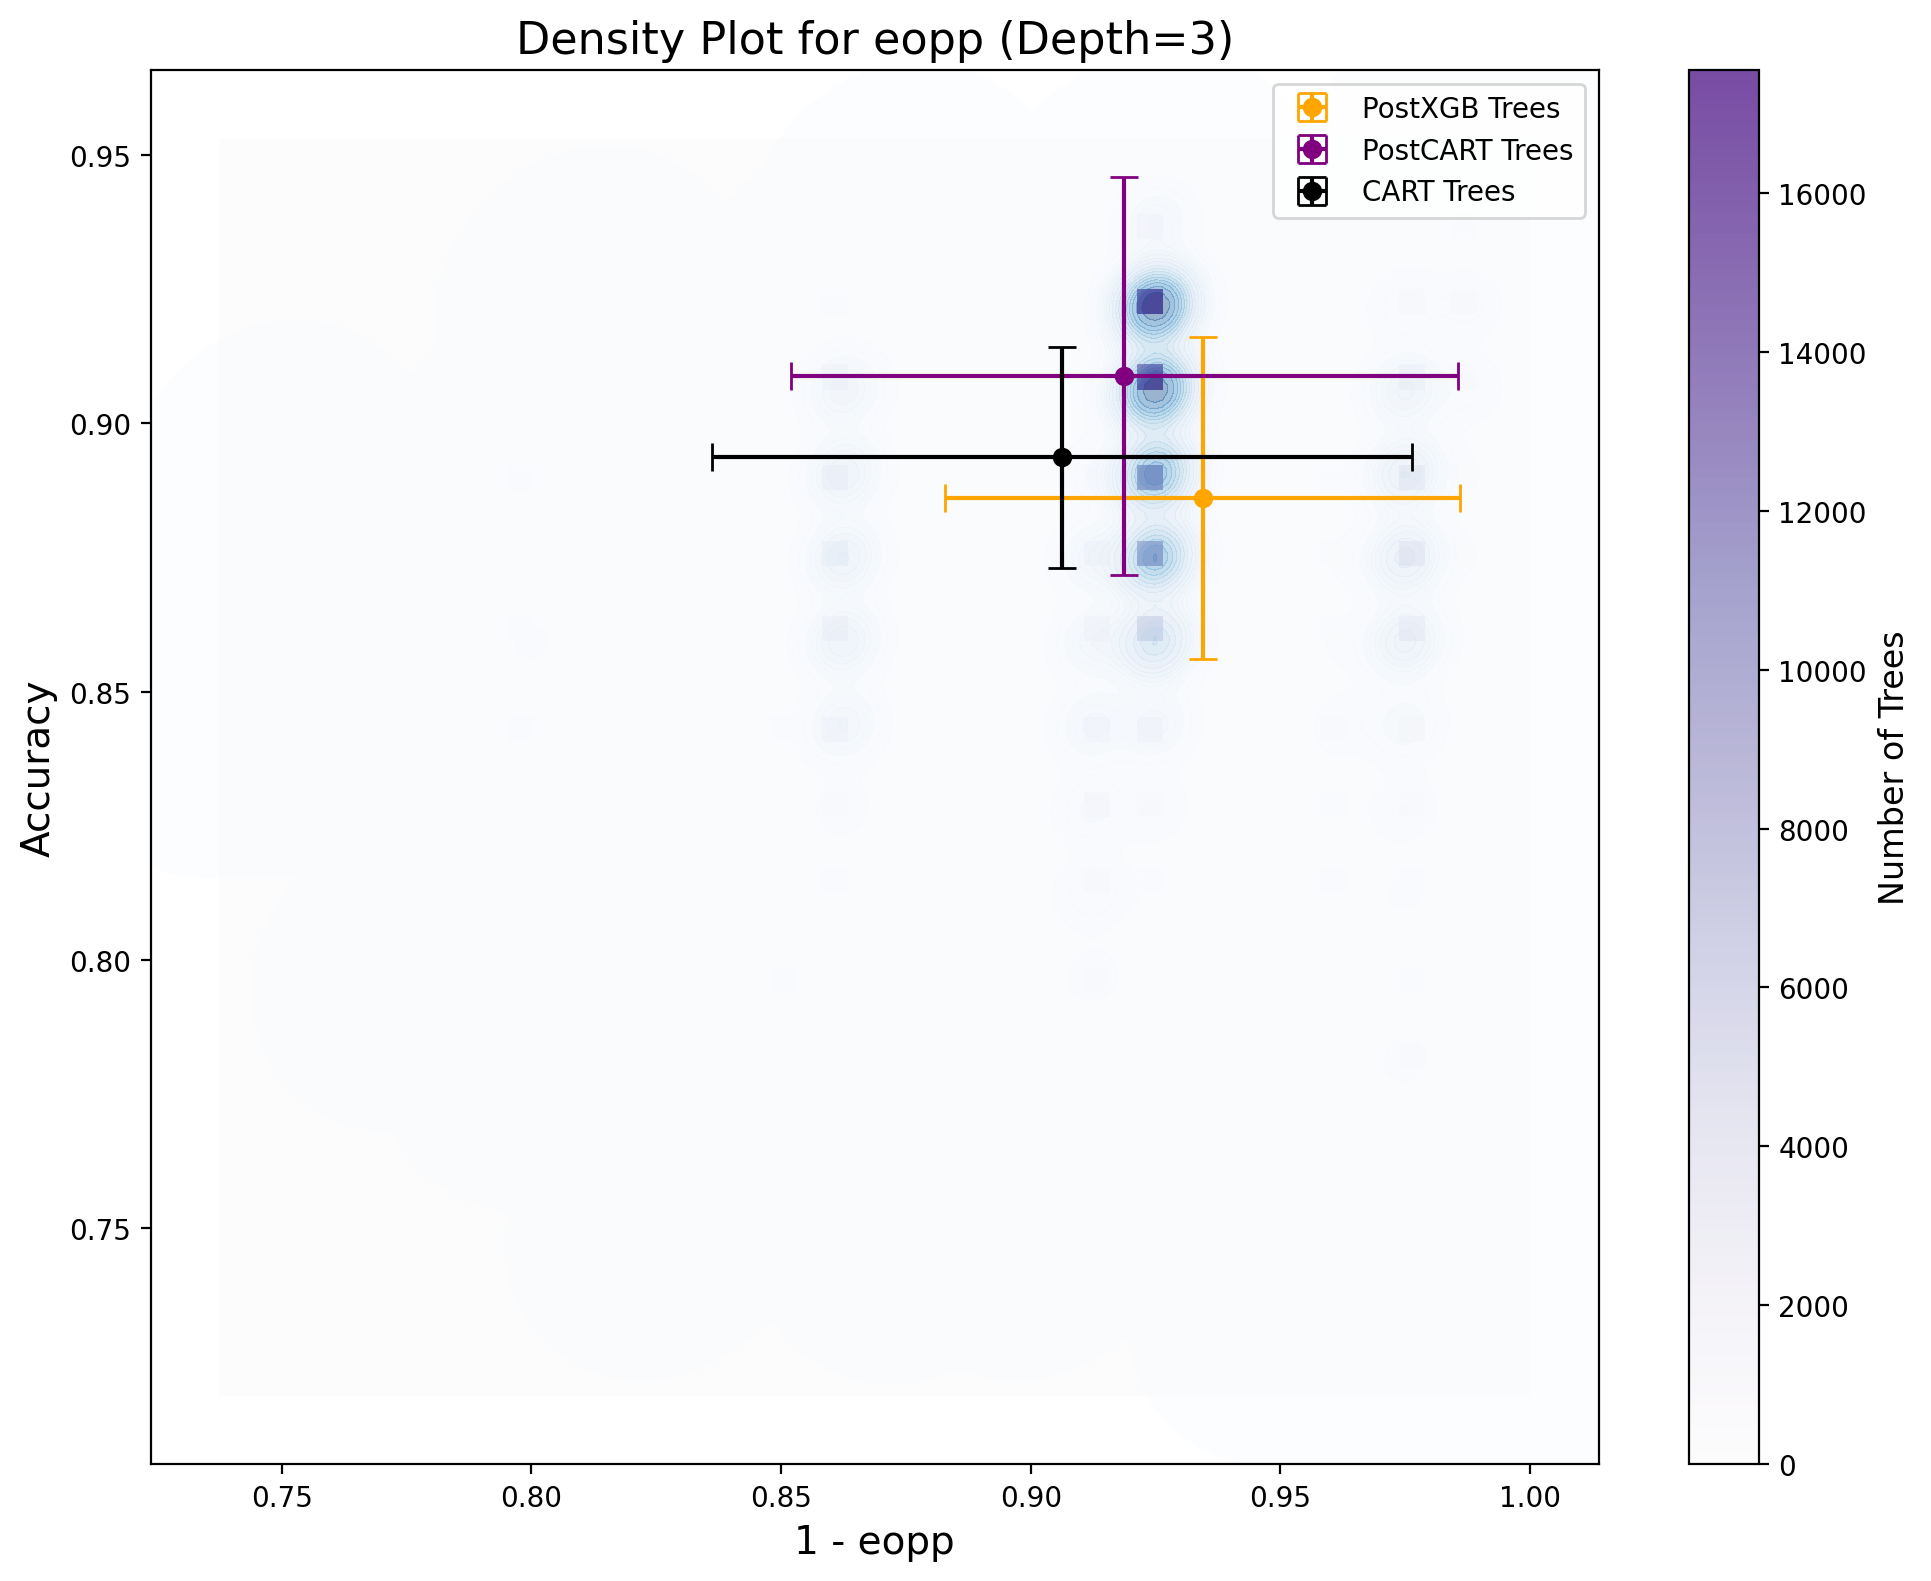 Density Plot for eopp (Depth=3)
PostXGB Trees
PostCART Trees
CART Trees
0.95
0.90
0.85
0.80
0.75
Accuracy
0.75
0.80
0.85
0.90
0.95
1.00
1 - eopp
16000
14000
12000
10000
8000
6000
4000
2000
0
Number of Trees